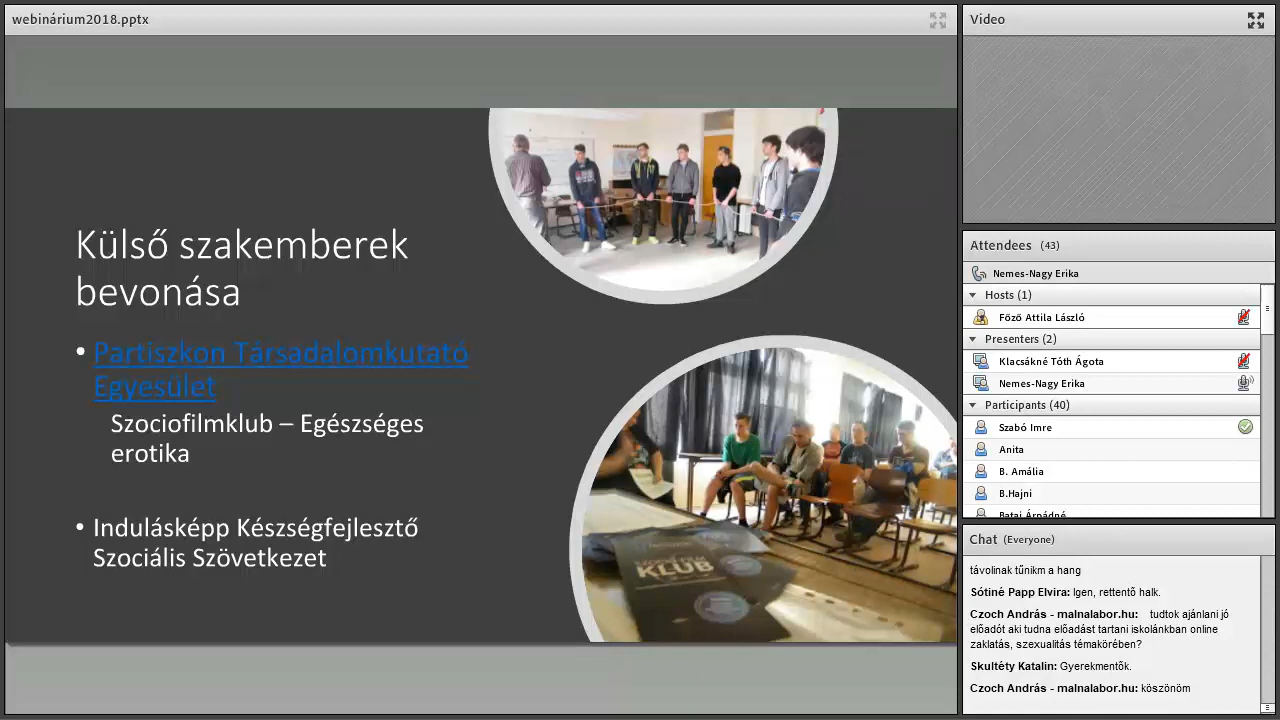 webinárium2018.pptx
Külső szakemberek
bevonása
• Partiszkon Társadalomkutató
Egyesület
Szociofilmklub – Egészséges
erotika
• Indulásképp Készségfejlesztő
Szociális Szövetkezet
KLUB
Video
Attendees (43)
Nemes-Nagy Erika
Hosts (1)
Főző Attila László
Presenters (2)
Klacsákné Tóth Ágota
Nemes-Nagy Erika
Participants (40)
Szabó Imre
Anita
B. Amália
B.Hajni
Batai Árpádné
Chat (Everyone)
távolinak tűnikm a hang
Sótiné Papp Elvira: Igen, rettentő halk.
Czoch András - malnalabor.hu: tudtok ajánlani jó
előadót aki tudna előadást tartani iskolánkban online
zaklatás, szexualitás témakörében?
Skultéty Katalin: Gyerekmentők.
Czoch András - malnalabor.hu: köszönöm